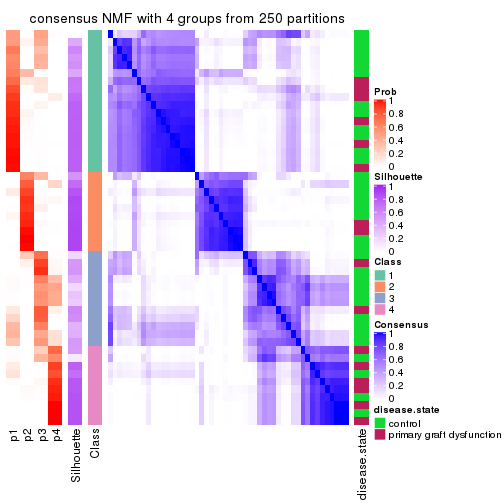 consensus NMF with 4 groups from 250 partitions
Prob
1
0.8
0.6
0.4
0.2
0
Silhouette
1
0.8
0.6
0.4
0.2
0
Class
1
2
3
4
Consensus
1
0.8
0.6
0.4
0.2
0
disease.state
control
primary graft dysfunction
p1
p2
p3
p4
Silhouette
Class
disease.state